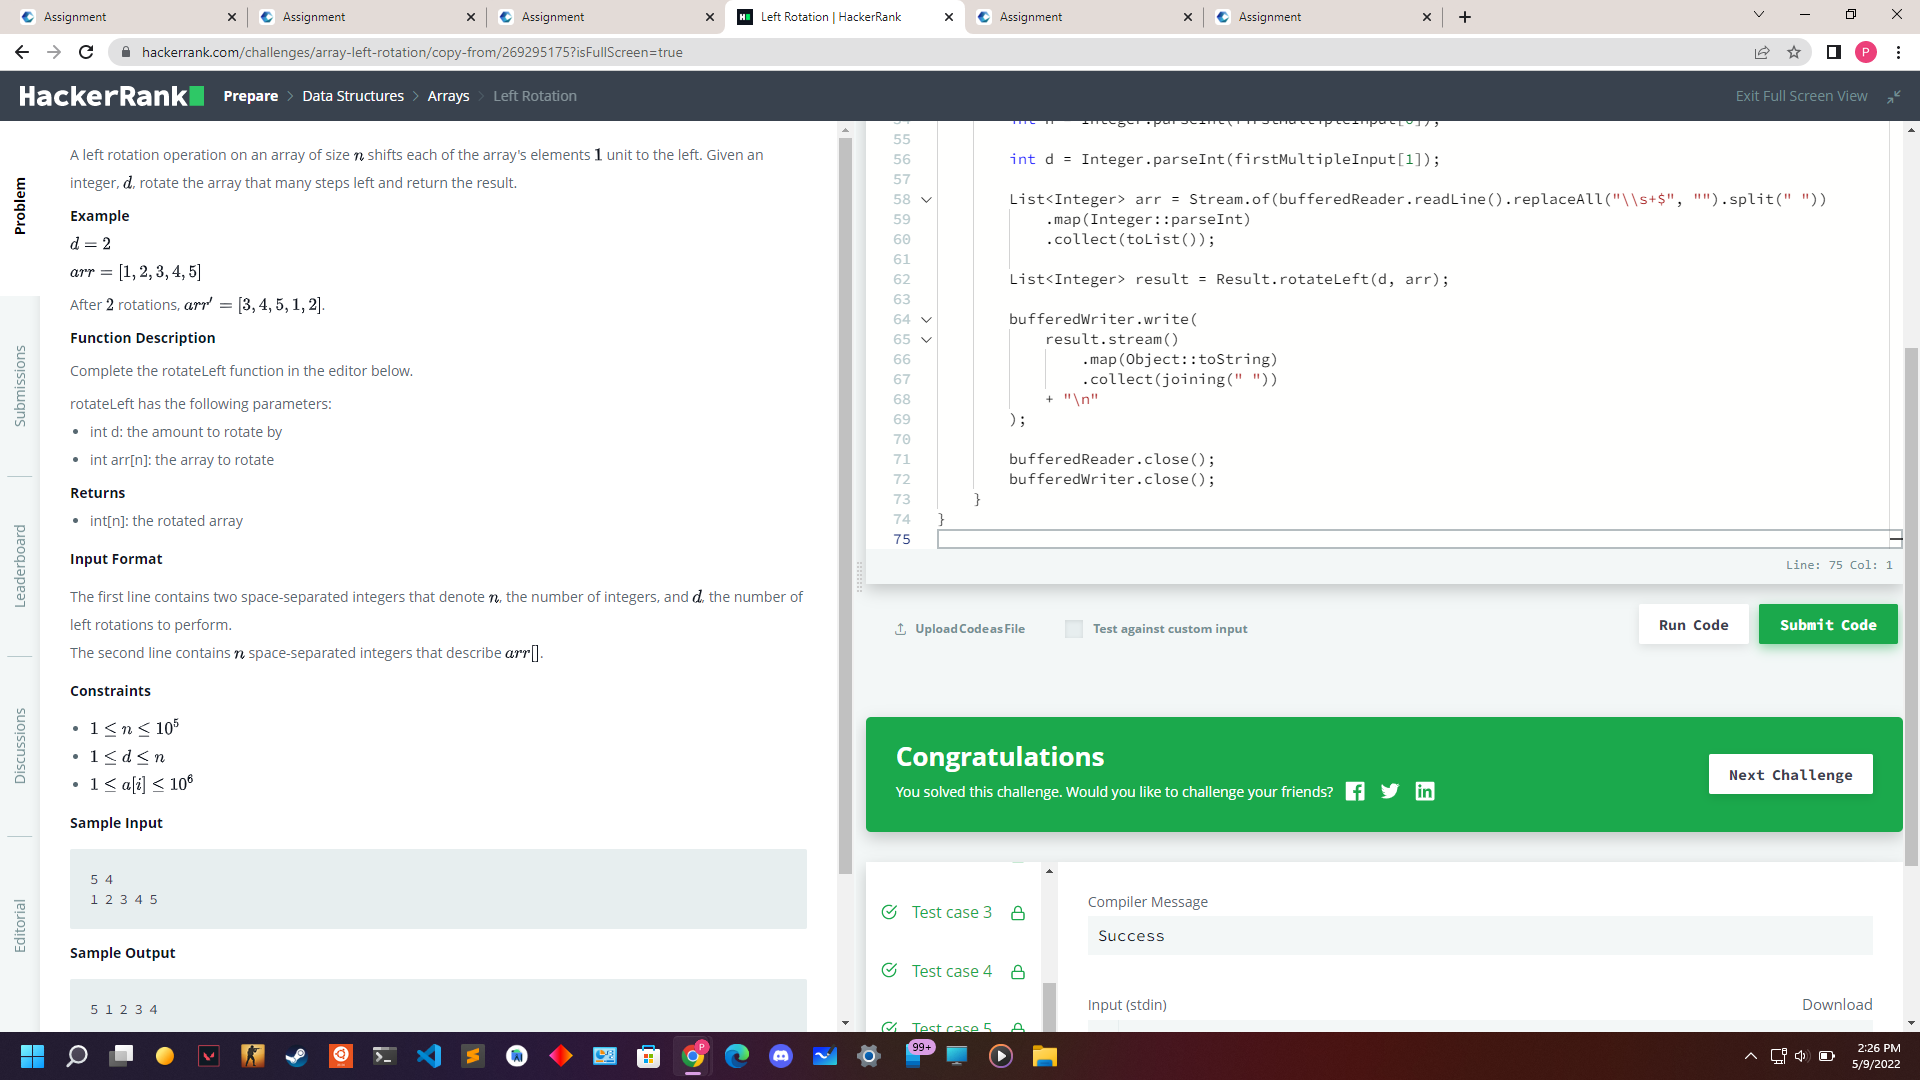 Assignment
Assignment
Assignment
Left Rotation | HackerRank
Assignment
Assignment
hackerrank.com/challenges/array-left-rotation/copy-from/269295175?isFullScreen=true
P
HackerRank
Prepare > Data Structures > Arrays > Left Rotation
Exit Full Screen View
Problem
Submissions
Leaderboard
Discussions
Editorial
A left rotation operation on an array of size n shifts each of the array's elements 1 unit to the left. Given an
integer, d, rotate the array that many steps left and return the result.
Example
d = 2
arr = [1, 2, 3, 4, 5]
After 2 rotations, arr' = [3, 4, 5, 1, 2].
Function Description
Complete the rotateLeft function in the editor below.
rotateLeft has the following parameters:
• int d: the amount to rotate by
• int arr[n]: the array to rotate
Returns
• int[n]: the rotated array
Input Format
The first line contains two space-separated integers that denote n, the number of integers, and d, the number of
left rotations to perform.
The second line contains n space-separated integers that describe arr[].
Constraints
• 1 ≤ n ≤ 10^5
• 1 ≤ d ≤ n
• 1 ≤ a[i] ≤ 10^6
Sample Input
5 4
1 2 3 4 5
Sample Output
5 1 2 3 4
55
56 int d = Integer.parseInt(firstMultipleInput[1]);
57
58 List<Integer> arr = Stream.of(bufferedReader.readLine().replaceAll("\\s+$", "").split(" "))
59 .map(Integer::parseInt)
60 .collect(toList());
61
62 List<Integer> result = Result.rotateLeft(d, arr);
63
64 bufferedWriter.write(
65 result.stream()
66 .map(Object::toString)
67 .collect(joining(" "))
68 + "\n"
69 );
70
71 bufferedReader.close();
72 bufferedWriter.close();
73 }
74 }
75
Line: 75 Col: 1
Upload Code as File
Test against custom input
Run Code
Submit Code
Congratulations
You solved this challenge. Would you like to challenge your friends?
Next Challenge
Test case 3
Test case 4
Test case 5
Compiler Message
Success
Input (stdin)
Download
P
99+
2:26 PM
5/9/2022